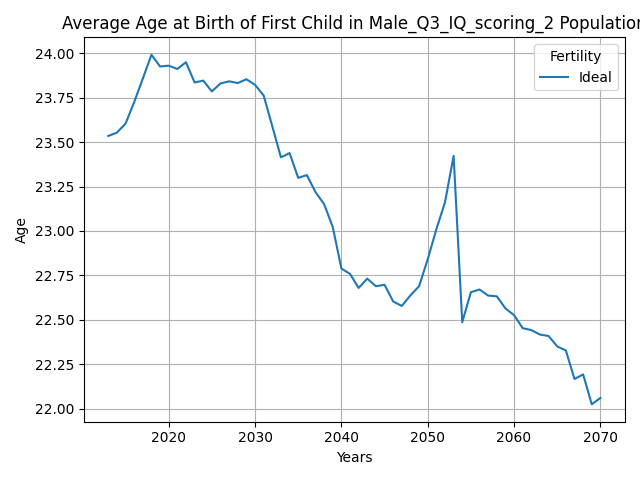 Average Age at Birth of First Child in Male_Q3_IQ_scoring_2 Population
Fertility
Ideal
24.00
23.75
23.50
23.25
23.00
22.75
22.50
22.25
22.00
Age
2020 2030 2040 2050 2060 2070
Years